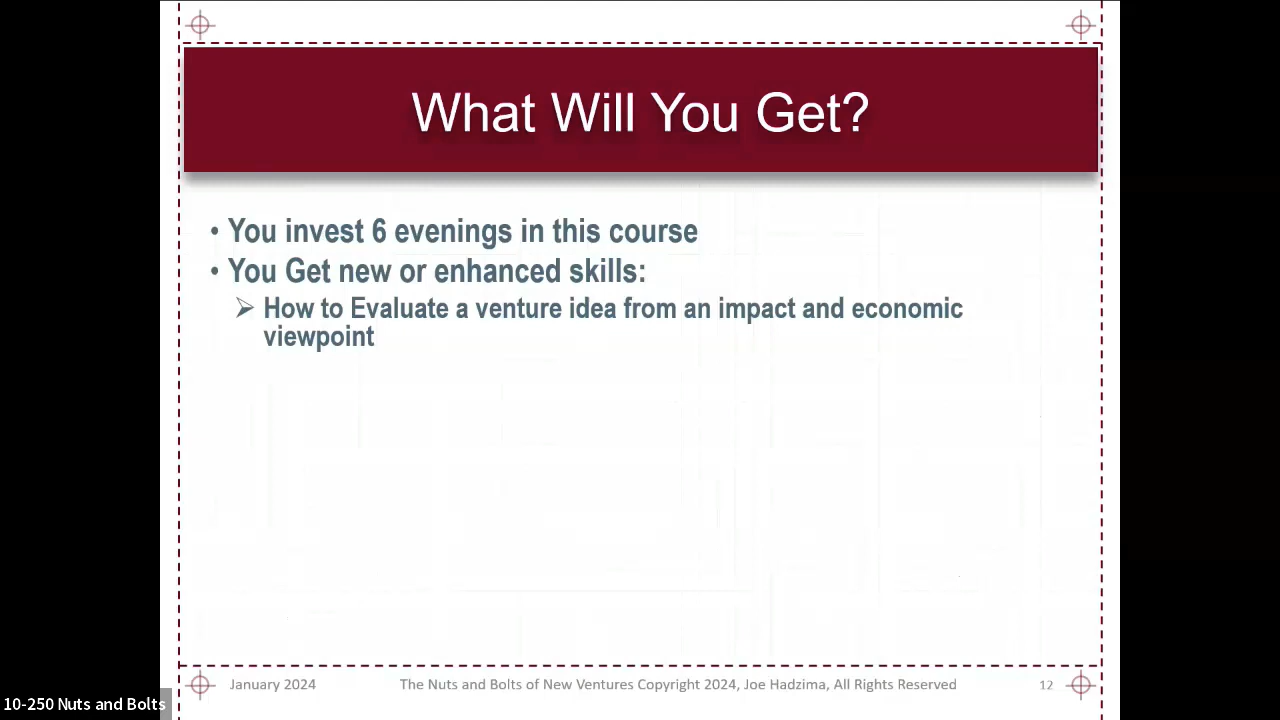 What Will You Get?
• You invest 6 evenings in this course
• You Get new or enhanced skills:
➢ How to Evaluate a venture idea from an impact and economic
viewpoint
January 2024
The Nuts and Bolts of New Ventures Copyright 2024, Joe Hadzima, All Rights Reserved
12
10-250 Nuts and Bolts